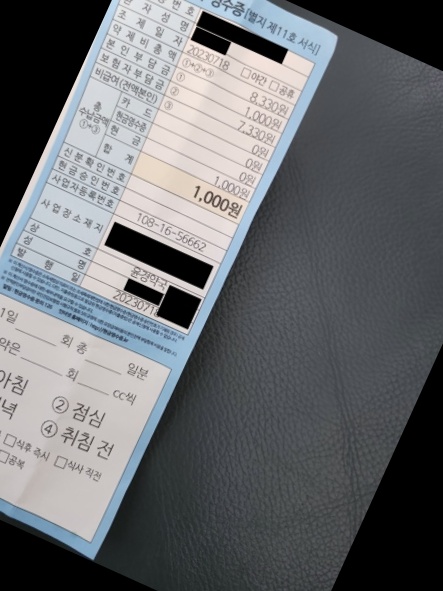 영수증[별지 제11호 서식]
번호
환자성명
조제일자 20230718 □야간 □공휴
약제비총액 ①+②+③ 8,330원
본인부담금 ① 1,000원
보험자부담금 ② 7,330원
비급여(전액본인) ③ 0원
총수납금액 ①+③
카드 0원
현금영수증 0원
현금 1,000원
합계 1,000원
신분확인번호
현금승인번호
사업자등록번호 108-16-56662
사업장소재지
상호 윤경약국
성명
발행일 2023071
1일 회 종 일분
약은 회 cc씩
아침 ② 점심
녁 ④ 취침 전
□식후 즉시 □식사 직전
□공복